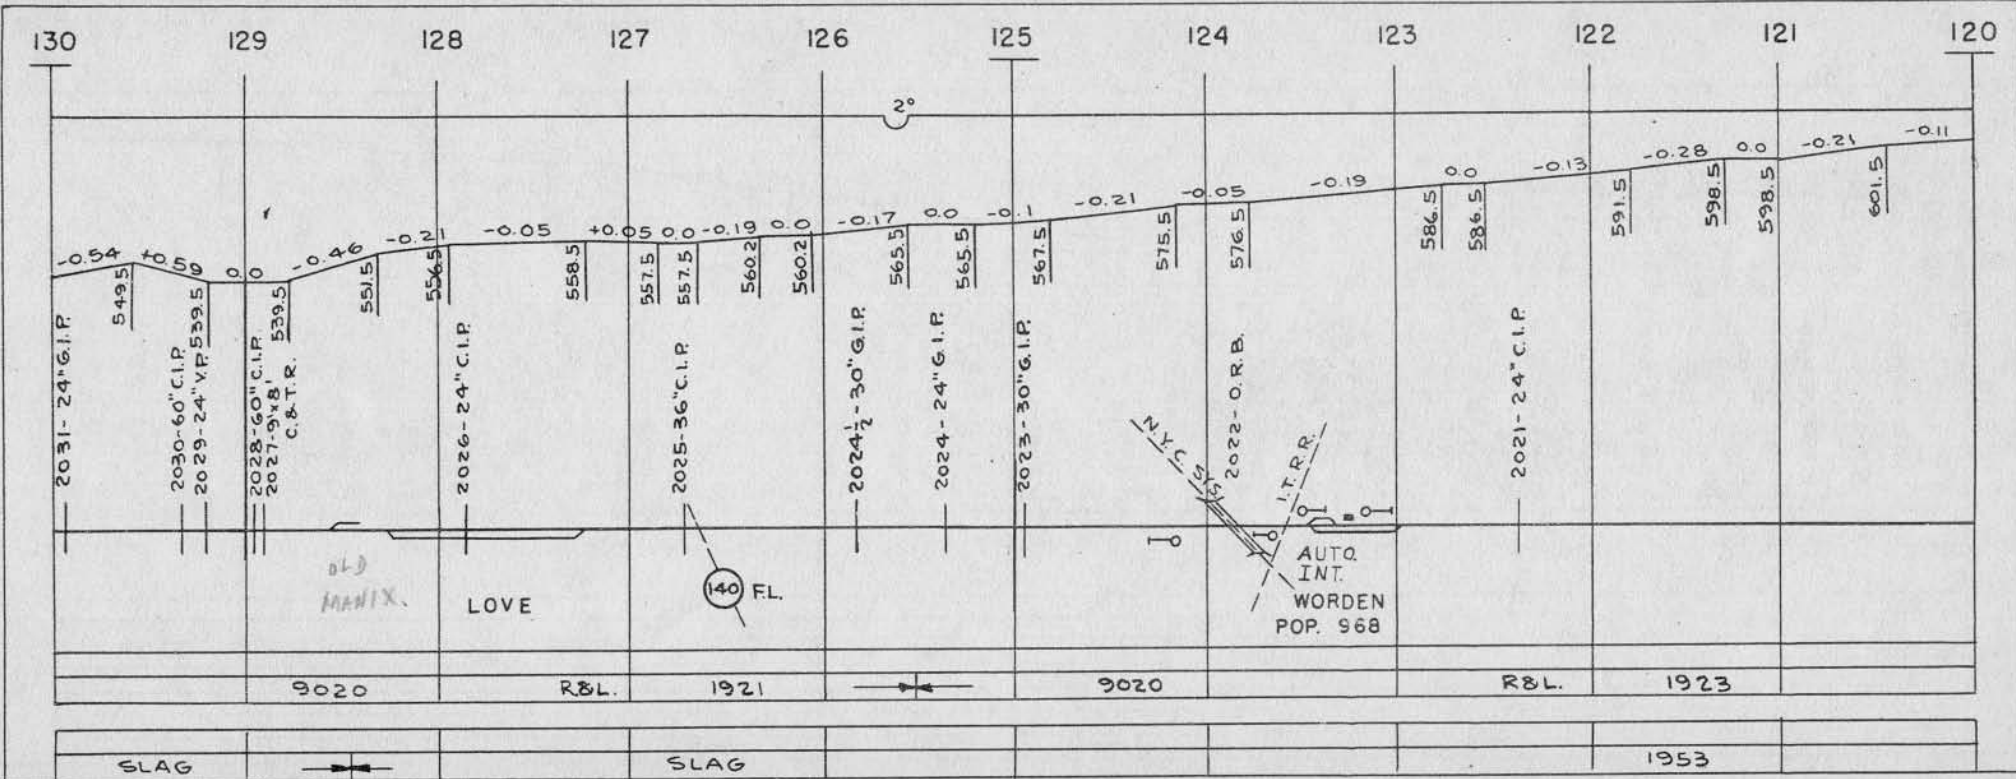 130 129 128 127 126 125 124 123 122 121 120
2°
-0.54 +0.59 0.0 -0.46 -0.21 -0.05 +0.05 0.0 -0.19 0.0 -0.17 0.0 -0.1 -0.21 -0.05 -0.19 0.0 -0.13 -0.28 0.0 -0.21 -0.11
549.5 539.5 539.5 551.5 556.5 558.5 557.5 557.5 560.2 560.2 565.5 565.5 567.5 575.5 576.5 586.5 586.5 591.5 598.5 598.5 601.5
2031-24" G.I.P.
2030-60" C.I.P.
2029-24" V.P.
2028-60" C.I.P.
2027-9'x8'
C.& T.R.
2026-24" C.I.P.
2025-36" C.I.P.
2024½-30" G.I.P.
2024-24" G.I.P.
2023-30" G.I.P.
N.Y.C. SYS.
2022-O.R.B.
I.T.R.R.
2021-24" C.I.P.
OLD
MANIX.
LOVE
140 F.L.
AUTO.
INT.
WORDEN
POP. 968
9020 R&L. 1921 9020 R&L. 1923
SLAG SLAG 1953